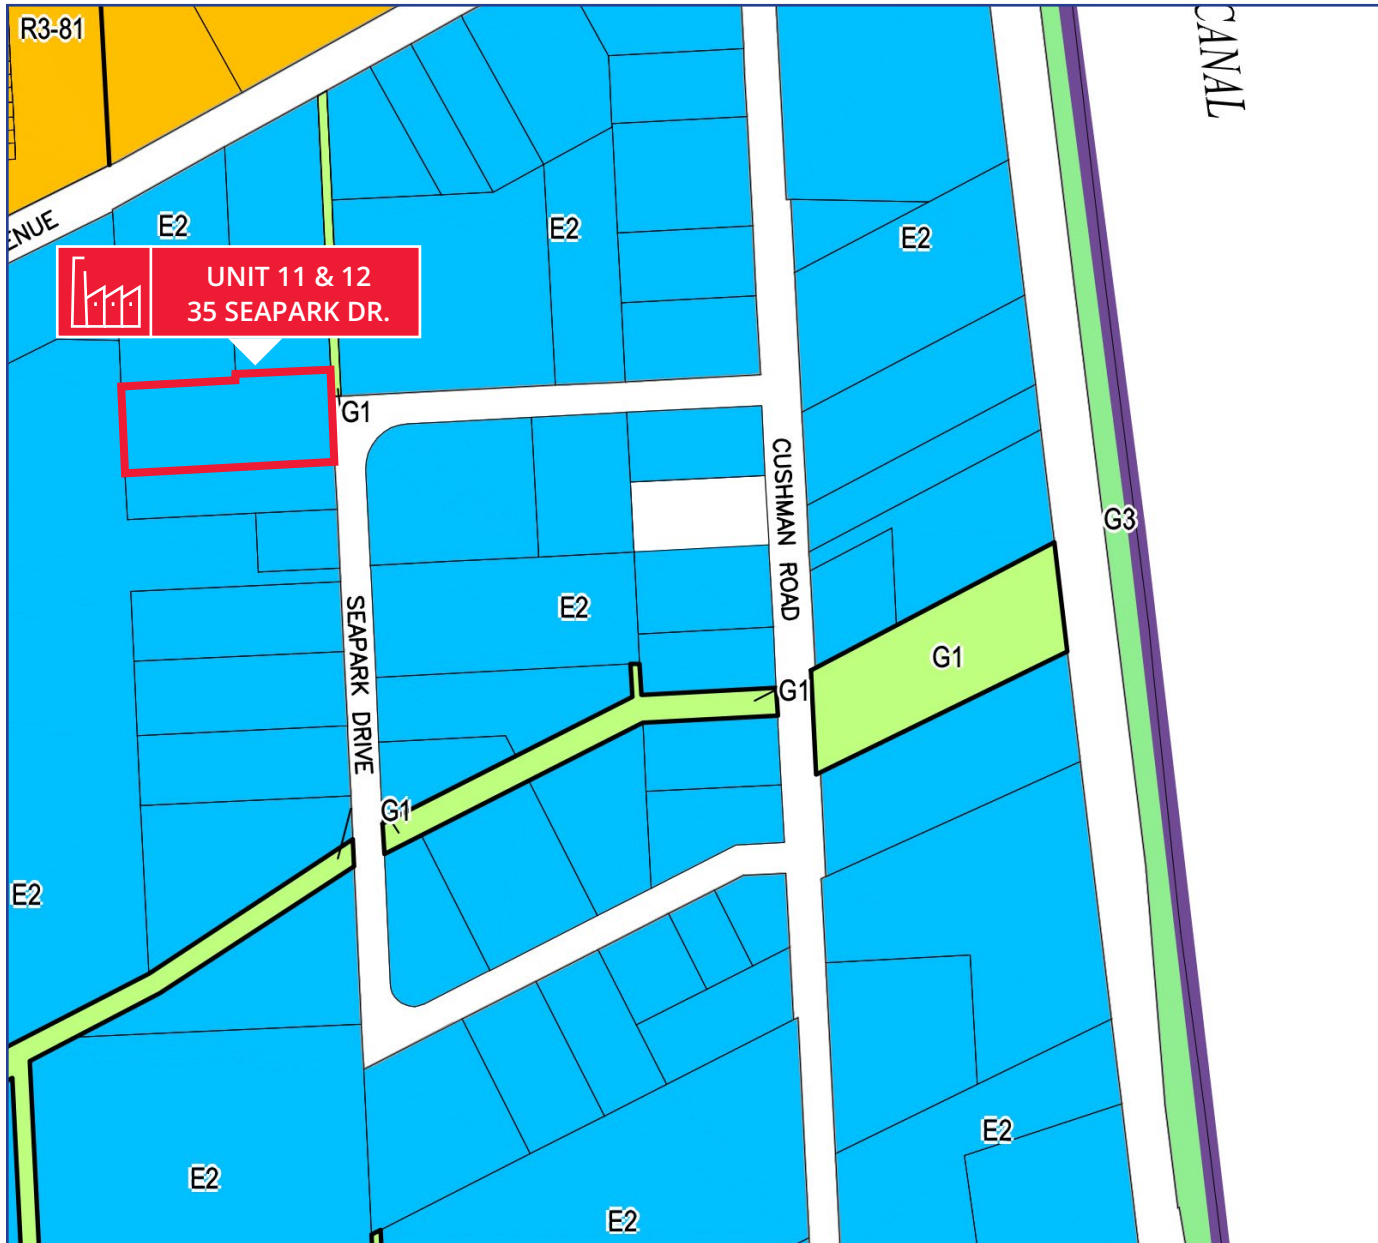 R3-81
CANAL
ENUE
E2
E2
E2
UNIT 11 & 12
35 SEAPARK DR.
G1
CUSHMAN ROAD
G3
SEAPARK DRIVE
E2
G1
G1
G1
E2
E2
E2
E2